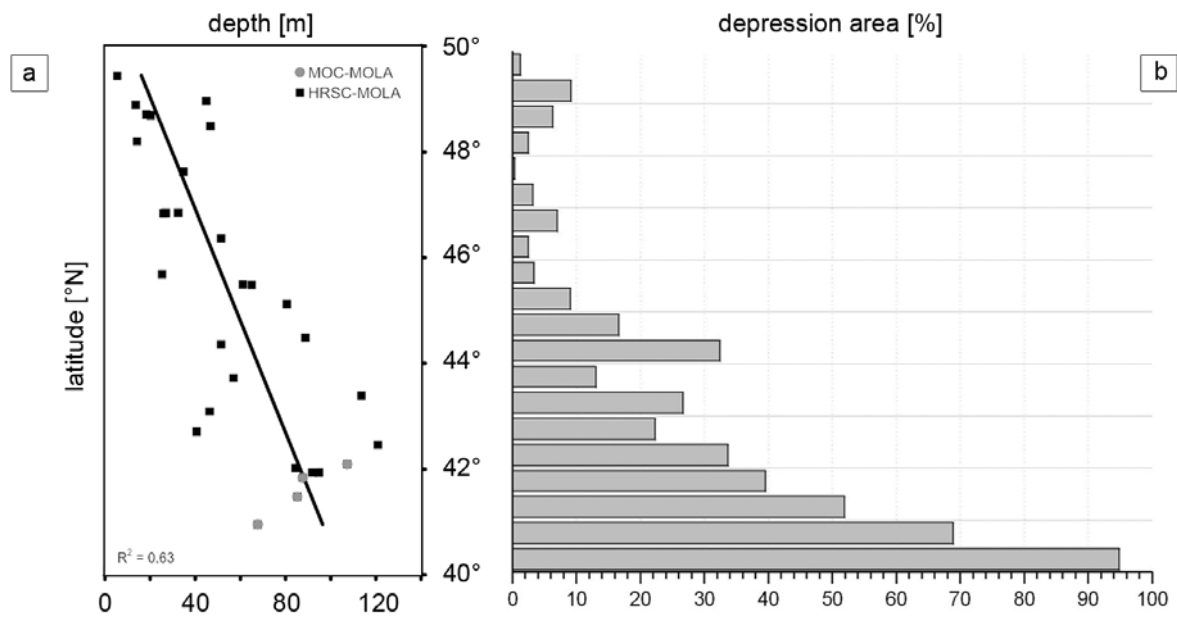 depth [m]
depression area [%]
a
50°
b
MOC-MOLA
HRSC-MOLA
48°
46°
latitude [°N]
44°
42°
R² = 0,63
40°
0 40 80 120
0 10 20 30 40 50 60 70 80 90 100